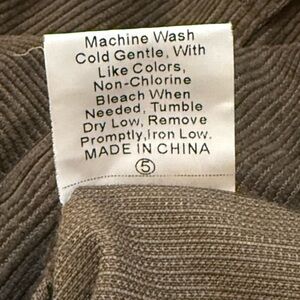 Machine Wash
Cold Gentle, With
Like Colors,
Non-Chlorine
Bleach When
Needed, Tumble
Dry Low, Remove
Promptly,Iron Low.
MADE IN CHINA
⑤